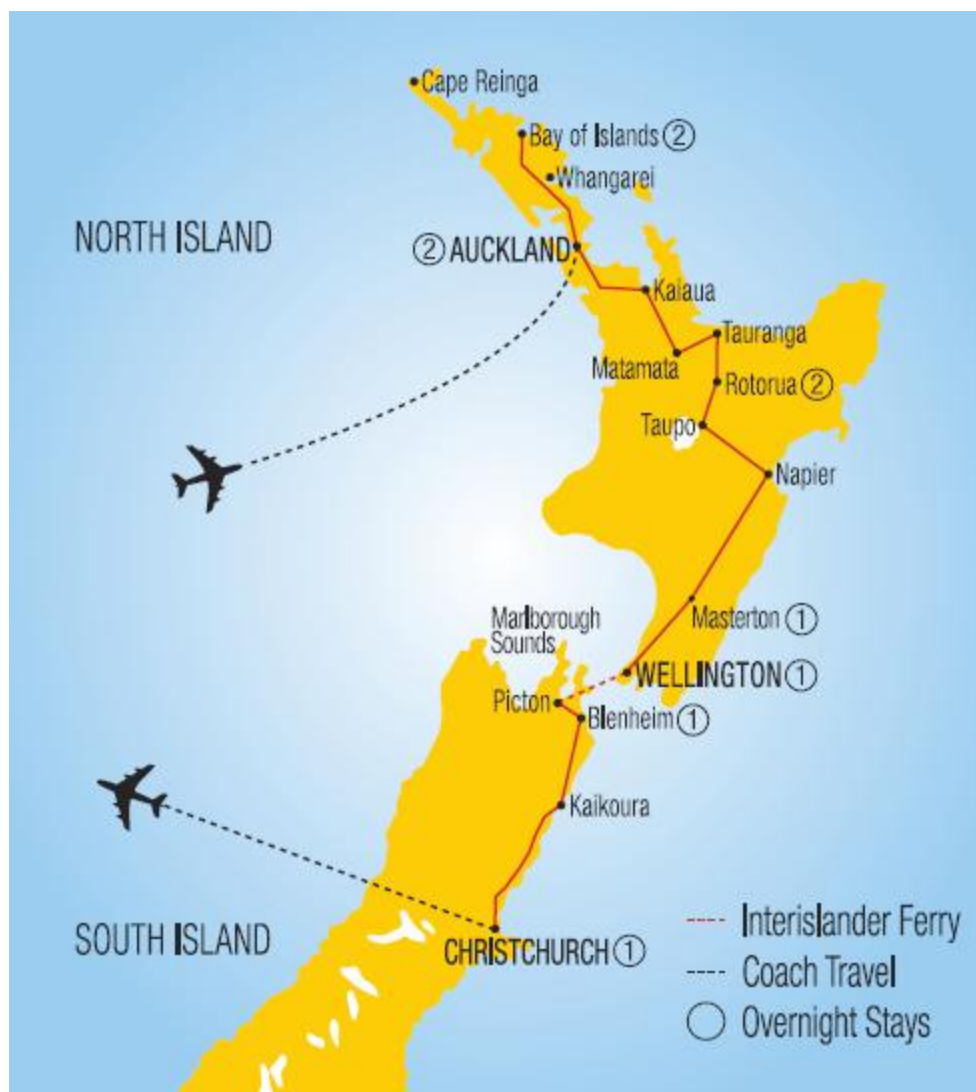 Cape Reinga
Bay of Islands ②
Whangarei
NORTH ISLAND
② AUCKLAND
Kaiaua
Tauranga
Matamata
Rotorua ②
Taupo
Napier
Marlborough
Sounds
Masterton ①
WELLINGTON ①
Picton
Blenheim ①
Kaikoura
SOUTH ISLAND
CHRISTCHURCH ①
Interislander Ferry
Coach Travel
Overnight Stays